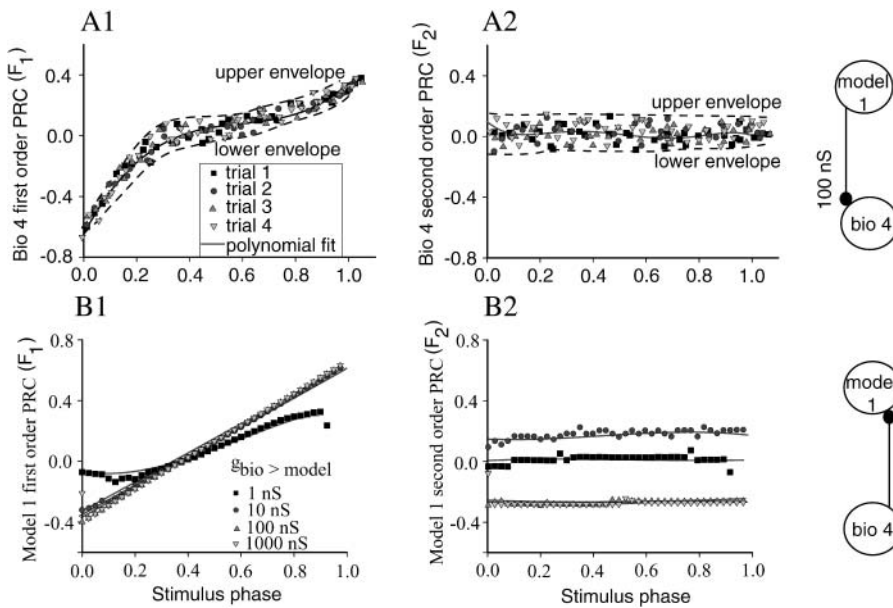 A1
A2
Bio 4 first order PRC (F1)
0.4
0.0
-0.4
-0.8
upper envelope
lower envelope
trial 1
trial 2
trial 3
trial 4
polynomial fit
0.0 0.2 0.4 0.6 0.8 1.0
Bio 4 second order PRC (F2)
0.4
0.0
-0.4
-0.8
upper envelope
lower envelope
0.0 0.2 0.4 0.6 0.8 1.0
model
1
100 nS
bio 4
B1
B2
Model 1 first order PRC (F1)
0.8
0.4
0.0
-0.4
gbio > model
1 nS
10 nS
100 nS
1000 nS
0.0 0.2 0.4 0.6 0.8 1.0
Stimulus phase
Model 1 second order PRC (F2)
0.8
0.4
0.0
-0.4
0.0 0.2 0.4 0.6 0.8 1.0
Stimulus phase
model
1
bio 4